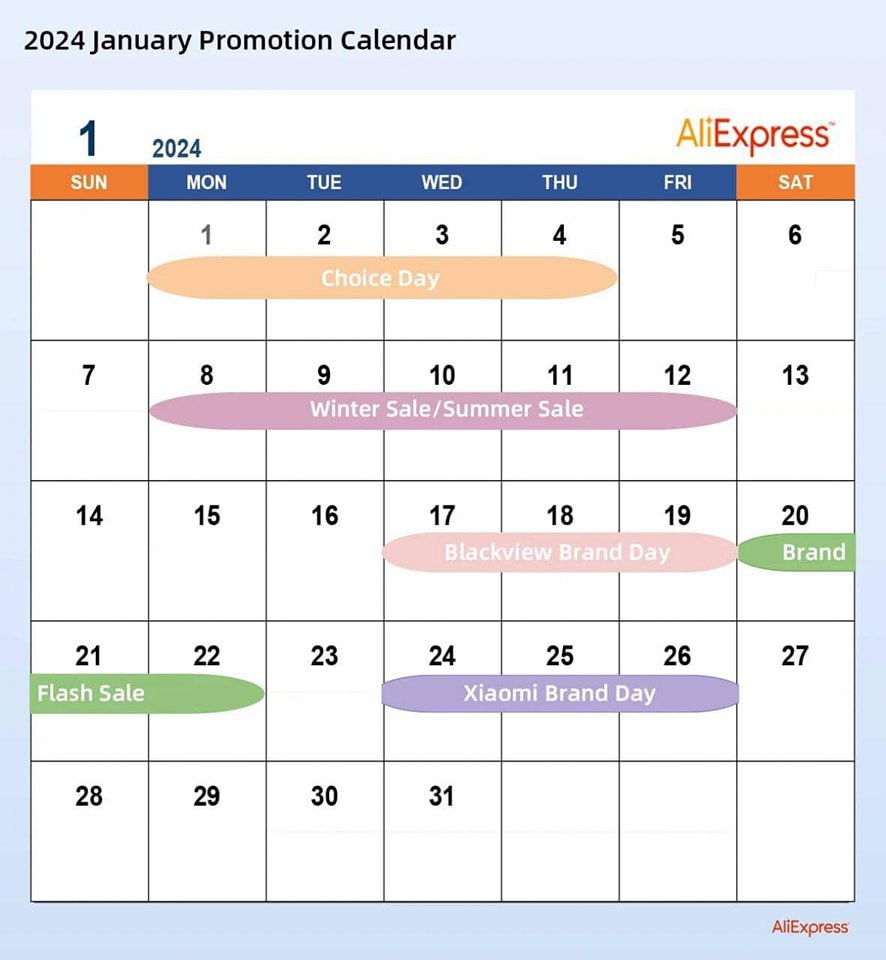 2024 January Promotion Calendar
1 2024 AliExpress™
SUN MON TUE WED THU FRI SAT
1 2 3 4 5 6
Choice Day
7 8 9 10 11 12 13
Winter Sale/Summer Sale
14 15 16 17 18 19 20
Blackview Brand Day Brand
21 22 23 24 25 26 27
Flash Sale Xiaomi Brand Day
28 29 30 31
AliExpress